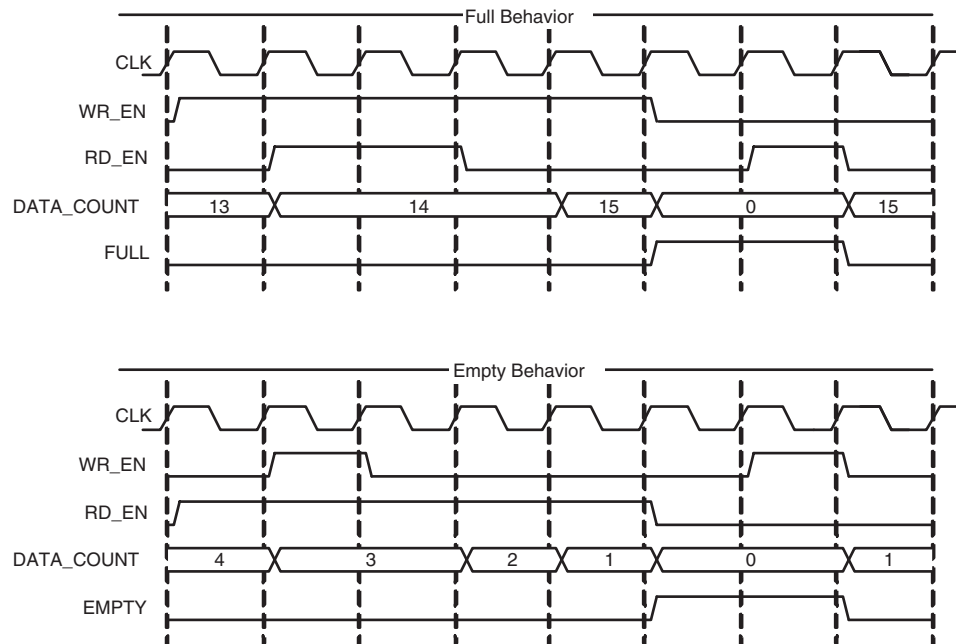 Full Behavior
CLK
WR_EN
RD_EN
DATA_COUNT 13 14 15 0 15
FULL
Empty Behavior
CLK
WR_EN
RD_EN
DATA_COUNT 4 3 2 1 0 1
EMPTY